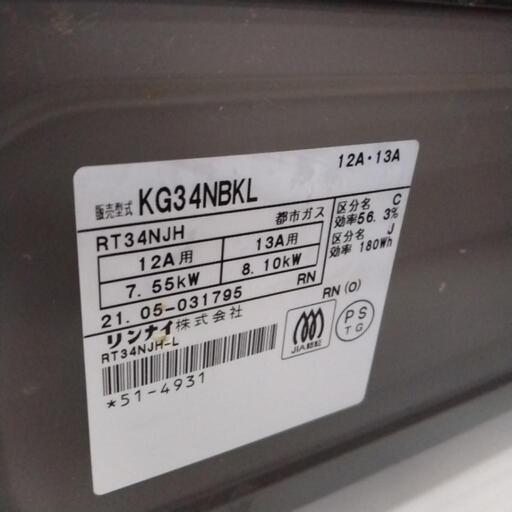 12A・13A
販売型式 KG34NBKL
RT34NJH 都市ガス
12A用 13A用
7.55kW 8.10kW
区分名 C
効率56.3%
区分名 J
効率 180Wh
RN
21.05-031795
RN(O)
リンナイ株式会社
RT34NJH-L
*51-4931
JIA認証
PS
TG